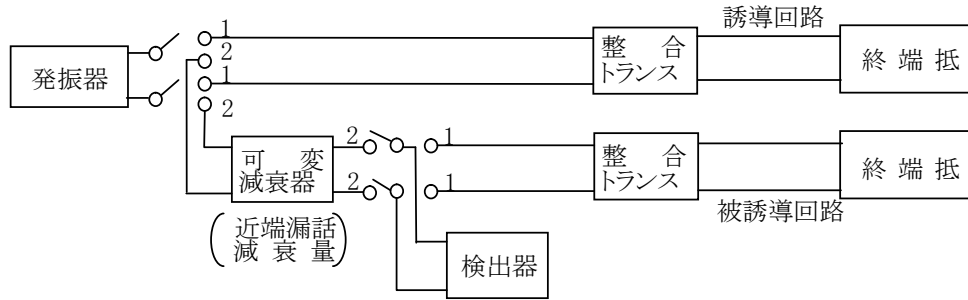 誘導回路
1
2
1
2
発振器
整 合
トランス
終 端 抵
2
1
2
1
可 変
減衰器
整 合
トランス
終 端 抵
被誘導回路
(近端漏話
減 衰 量)
検出器